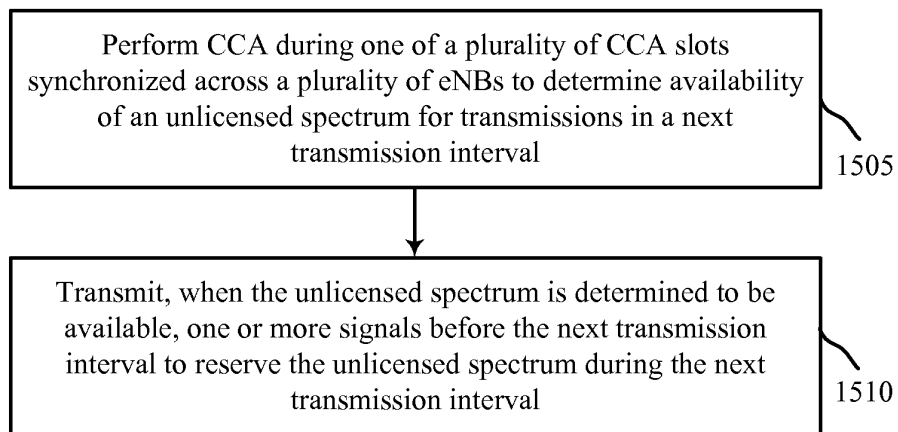 Perform CCA during one of a plurality of CCA slots
synchronized across a plurality of eNBs to determine availability
of an unlicensed spectrum for transmissions in a next
transmission interval
1505
Transmit, when the unlicensed spectrum is determined to be
available, one or more signals before the next transmission
interval to reserve the unlicensed spectrum during the next
transmission interval
1510